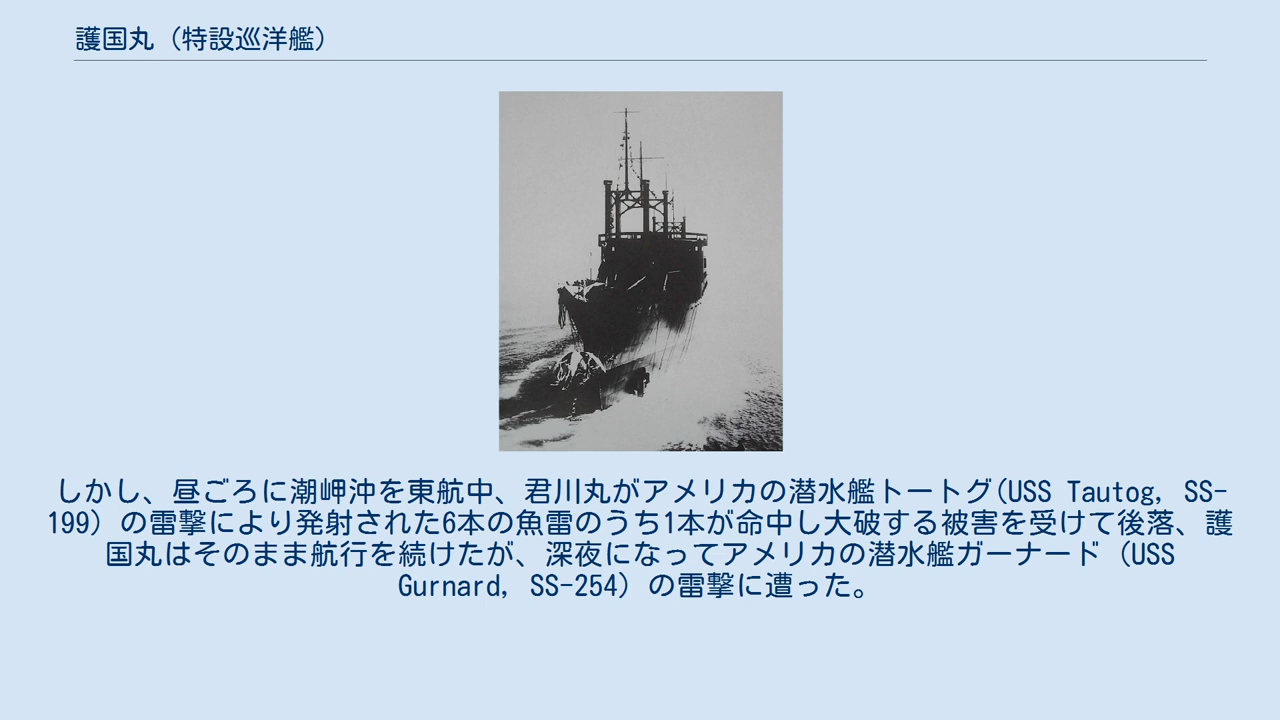 護国丸（特設巡洋艦）
しかし、昼ごろに潮岬沖を東航中、君川丸がアメリカの潜水艦トートグ(USS Tautog, SS-
199）の雷撃により発射された6本の魚雷のうち1本が命中し大破する被害を受けて後落、護
国丸はそのまま航行を続けたが、深夜になってアメリカの潜水艦ガーナード（USS
Gurnard, SS-254）の雷撃に遭った。